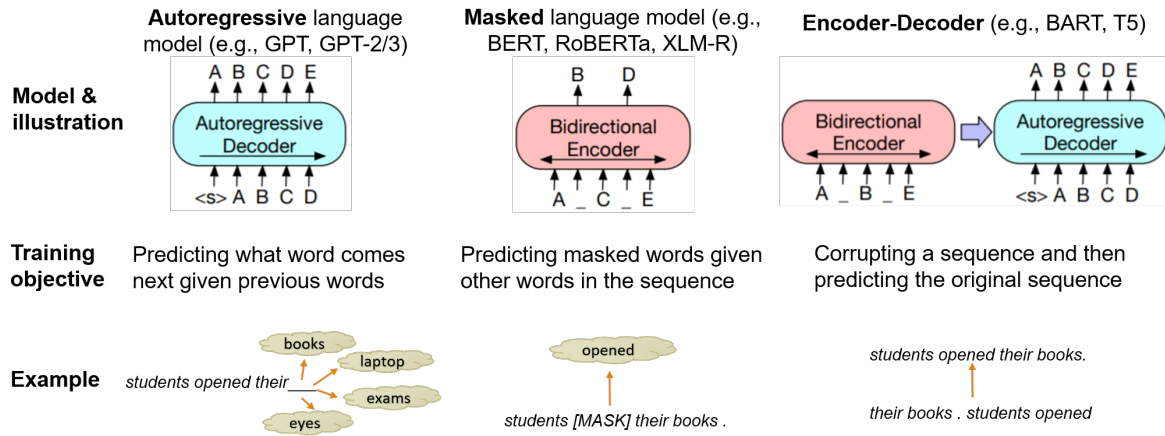 Autoregressive language
model (e.g., GPT, GPT-2/3)
Masked language model (e.g.,
BERT, RoBERTa, XLM-R)
Encoder-Decoder (e.g., BART, T5)
Model &
illustration
A B C D E
Autoregressive
Decoder
<s> A B C D
B D
Bidirectional
Encoder
A _ C _ E
Bidirectional
Encoder
A _ B _ E
A B C D E
Autoregressive
Decoder
<s> A B C D
Training
objective
Predicting what word comes
next given previous words
Predicting masked words given
other words in the sequence
Corrupting a sequence and then
predicting the original sequence
Example
students opened their___
books
laptop
exams
eyes
opened
students [MASK] their books .
students opened their books.
their books . students opened